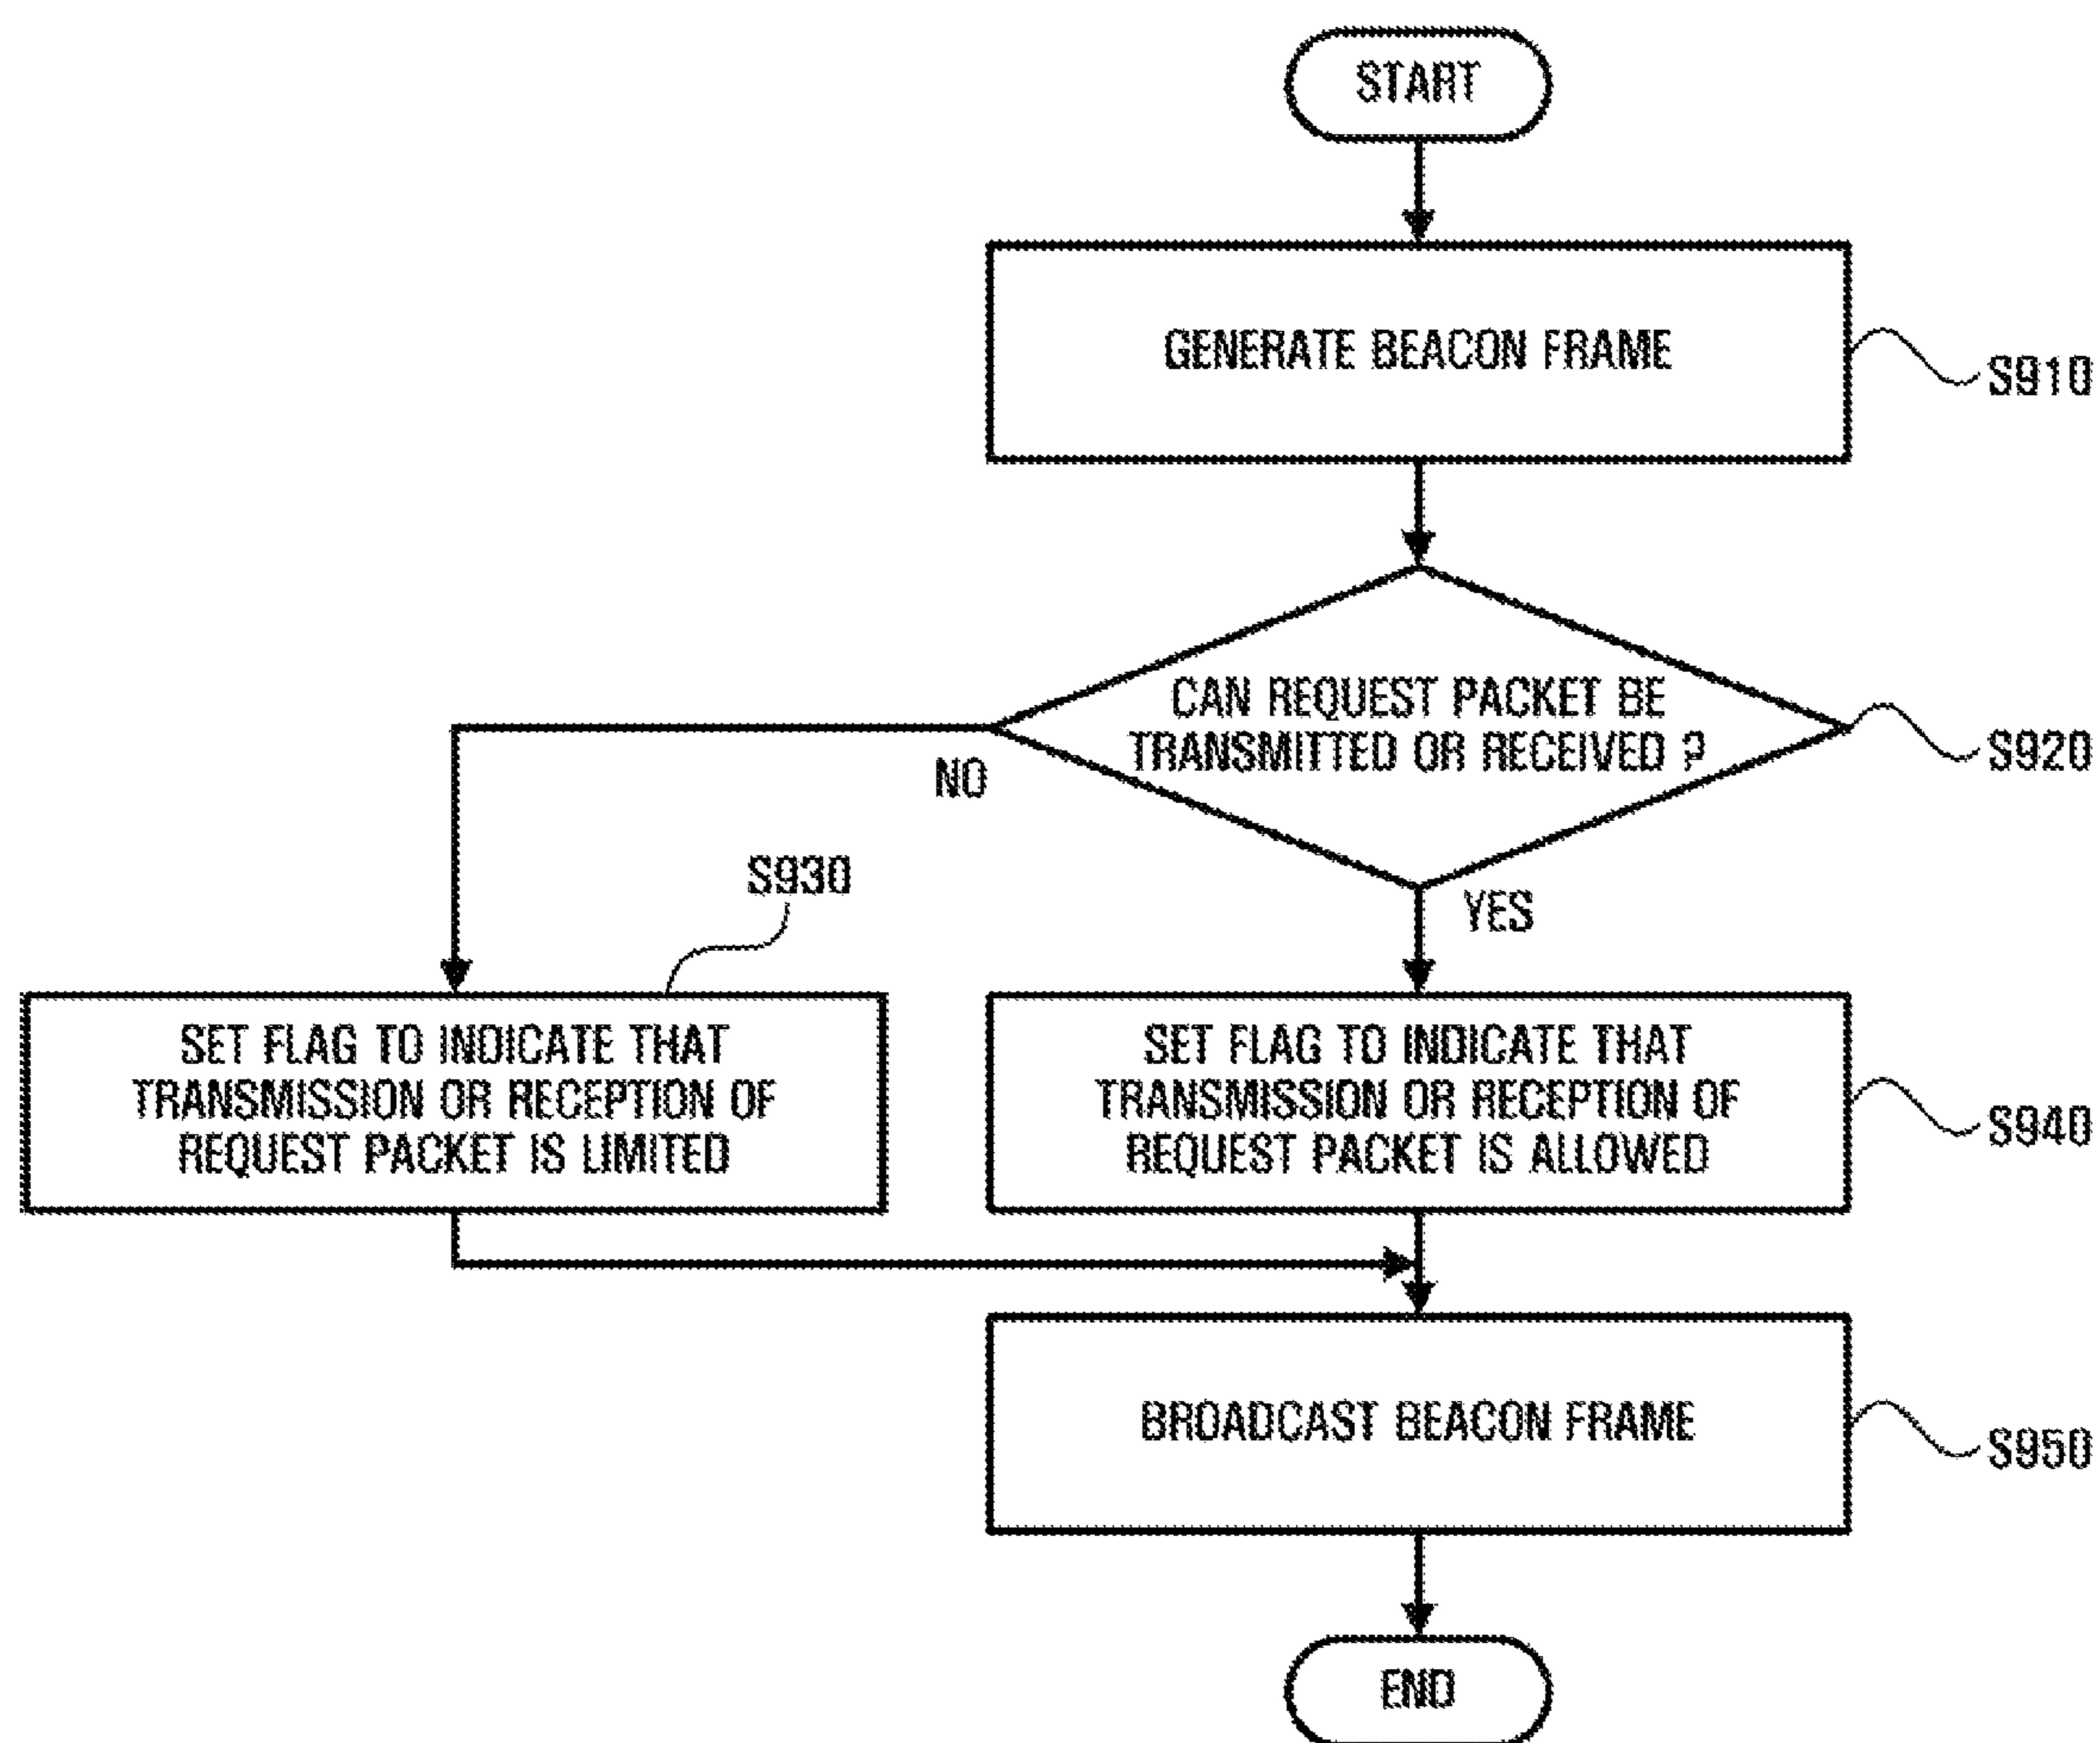 START
GENERATE BEACON FRAME
S910
CAN REQUEST PACKET BE
TRANSMITTED OR RECEIVED ?
S920
NO
YES
S930
SET FLAG TO INDICATE THAT
TRANSMISSION OR RECEPTION OF
REQUEST PACKET IS LIMITED
SET FLAG TO INDICATE THAT
TRANSMISSION OR RECEPTION OF
REQUEST PACKET IS ALLOWED
S940
BROADCAST BEACON FRAME
S950
END